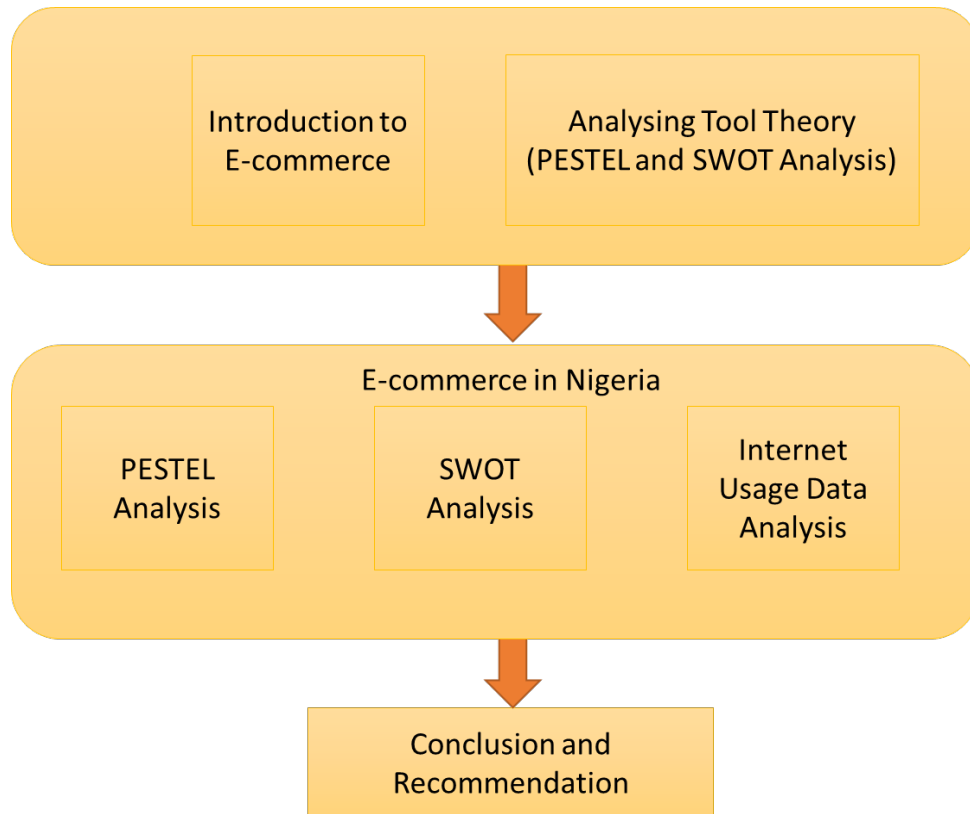 Introduction to
E-commerce
Analysing Tool Theory
(PESTEL and SWOT Analysis)
E-commerce in Nigeria
PESTEL
Analysis
SWOT
Analysis
Internet
Usage Data
Analysis
Conclusion and
Recommendation